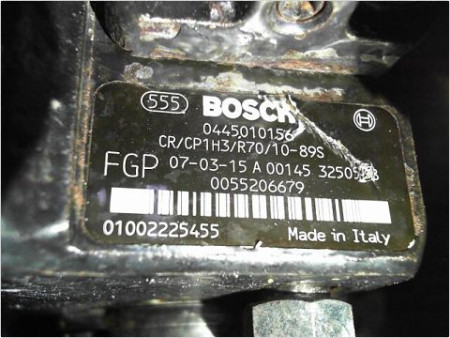 555 BOSCH
0445010156
CR/CP1H3/R70/10-89S
FGP 07-03-15 A 00145
0055206679
01002225455 Made in Italy